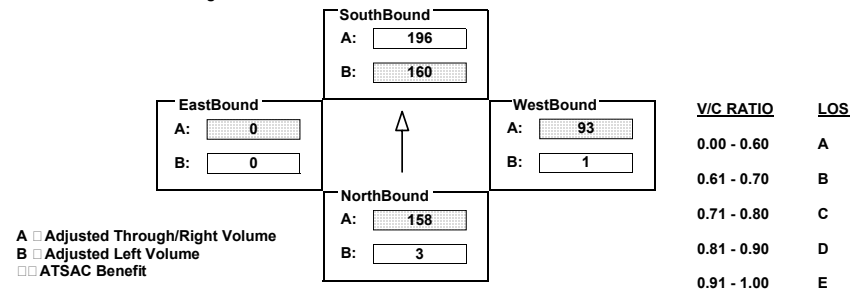 SouthBound
A: 196
B: 160
EastBound
A: 0
B: 0
WestBound
A: 93
B: 1
NorthBound
A: 158
B: 3
A □ Adjusted Through/Right Volume
B □ Adjusted Left Volume
□□ ATSAC Benefit
V/C RATIO LOS
0.00 - 0.60 A
0.61 - 0.70 B
0.71 - 0.80 C
0.81 - 0.90 D
0.91 - 1.00 E